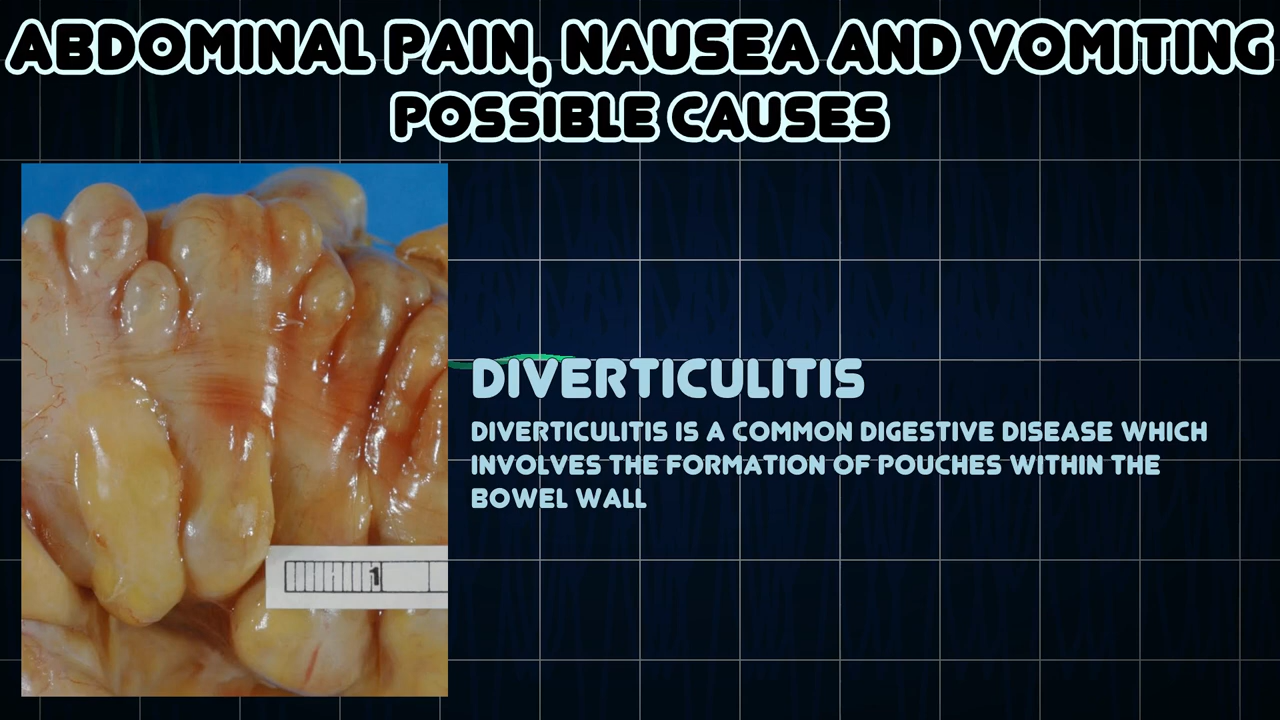 ABDOMINAL PAIN, NAUSEA AND VOMITING
POSSIBLE CAUSES
DIVERTICULITIS
DIVERTICULITIS IS A COMMON DIGESTIVE DISEASE WHICH
INVOLVES THE FORMATION OF POUCHES WITHIN THE
BOWEL WALL
1